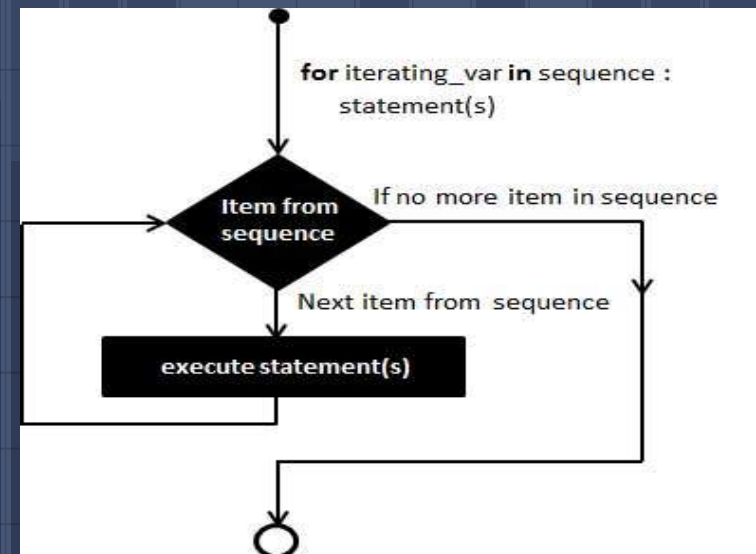 for iterating_var in sequence :
statement(s)
If no more item in sequence
Item from
sequence
Next item from sequence
execute statement(s)